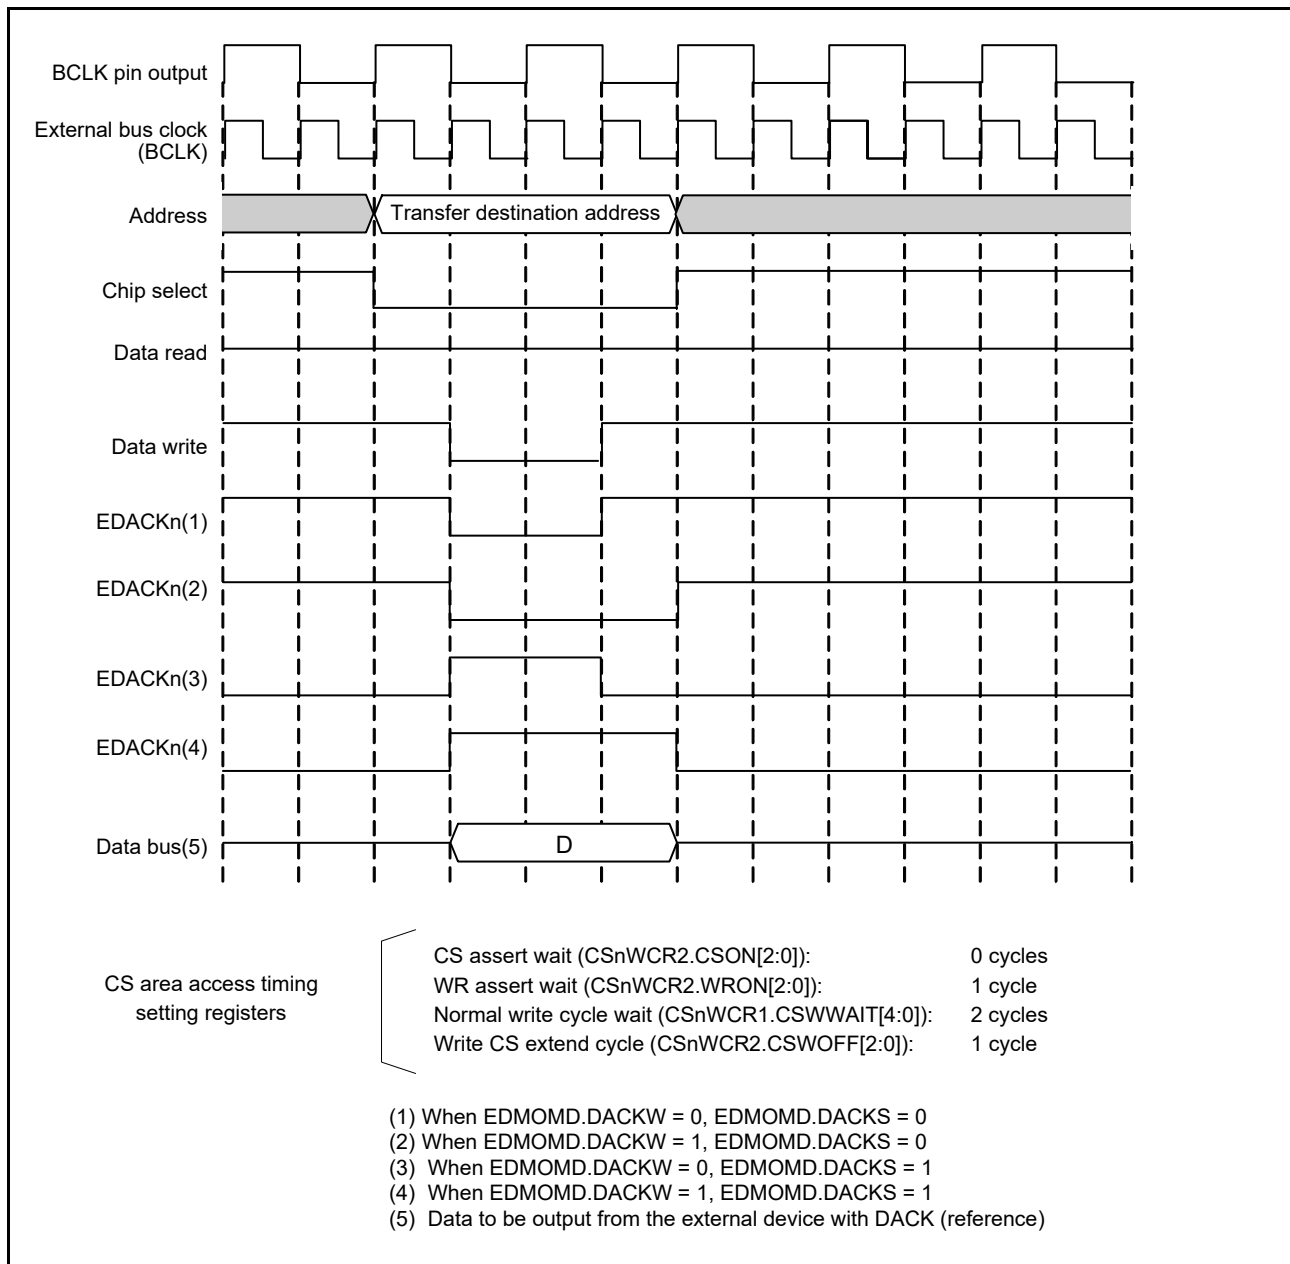 BCLK pin output
External bus clock
(BCLK)
Address
Transfer destination address
Chip select
Data read
Data write
EDACKn(1)
EDACKn(2)
EDACKn(3)
EDACKn(4)
Data bus(5)
D
CS area access timing
setting registers
CS assert wait (CSnWCR2.CSON[2:0]): 0 cycles
WR assert wait (CSnWCR2.WRON[2:0]): 1 cycle
Normal write cycle wait (CSnWCR1.CSWWAIT[4:0]): 2 cycles
Write CS extend cycle (CSnWCR2.CSWOFF[2:0]): 1 cycle
(1) When EDMOMD.DACKW = 0, EDMOMD.DACKS = 0
(2) When EDMOMD.DACKW = 1, EDMOMD.DACKS = 0
(3) When EDMOMD.DACKW = 0, EDMOMD.DACKS = 1
(4) When EDMOMD.DACKW = 1, EDMOMD.DACKS = 1
(5) Data to be output from the external device with DACK (reference)